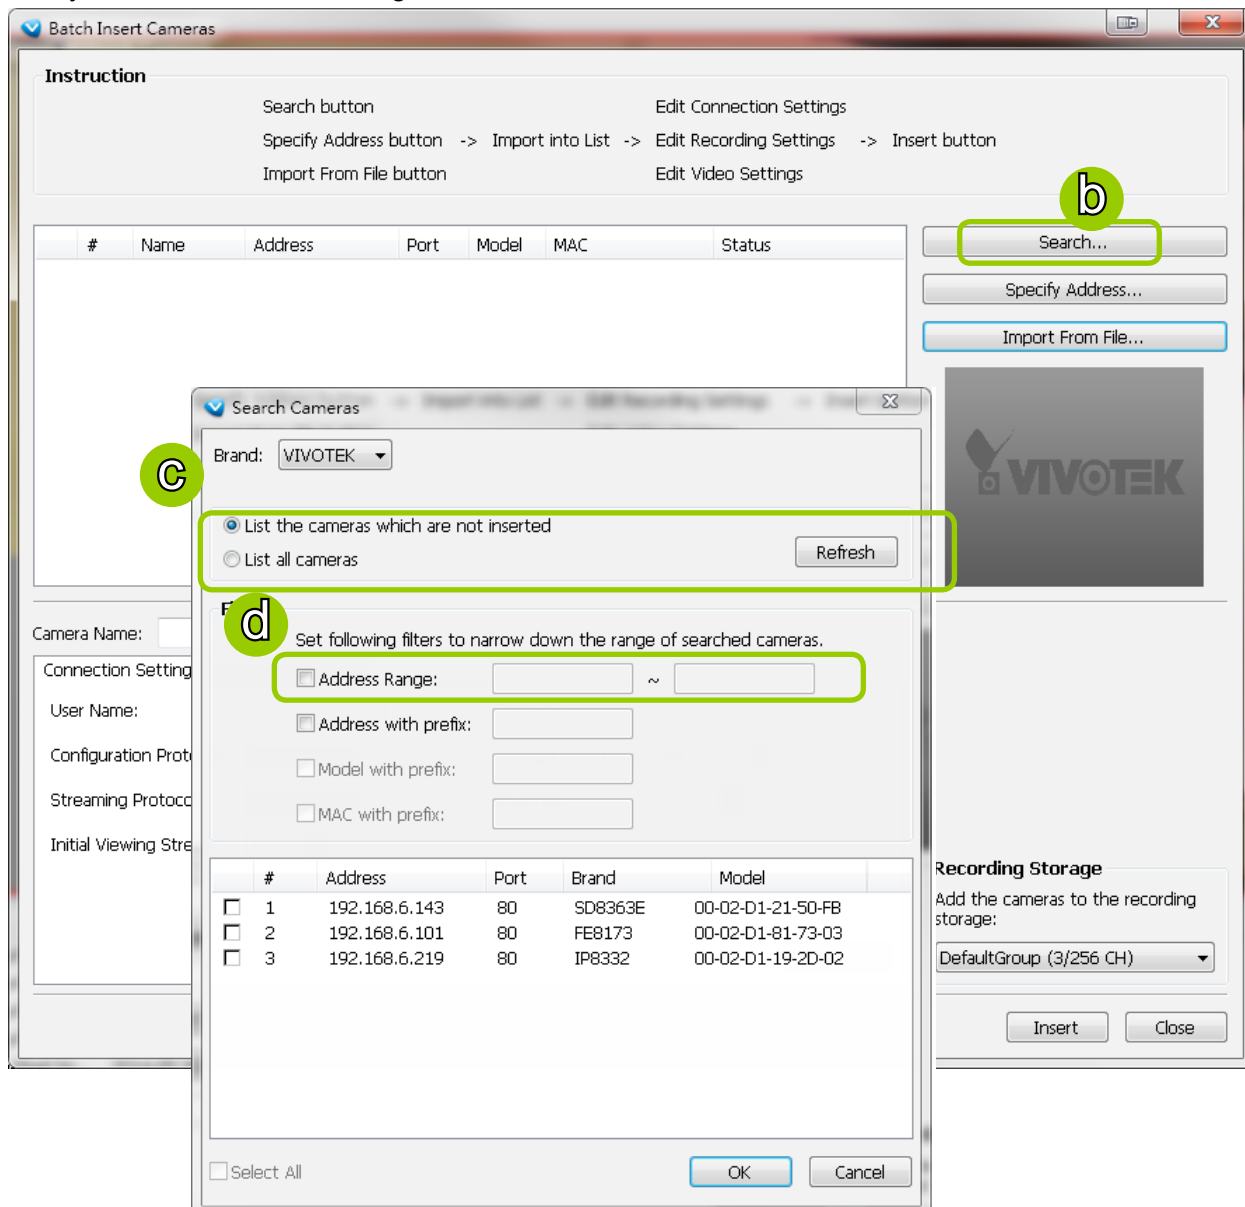 Batch Insert Cameras
Instruction
Search button Edit Connection Settings
Specify Address button -> Import into List -> Edit Recording Settings -> Insert button
Import From File button Edit Video Settings
b
# Name Address Port Model MAC Status
Search...
Specify Address...
Import From File...
VIVOTEK
Search Cameras
Brand: VIVOTEK
c
List the cameras which are not inserted
List all cameras
Refresh
d
Set following filters to narrow down the range of searched cameras.
Address Range: ~
Address with prefix:
Model with prefix:
MAC with prefix:
Camera Name:
Connection Setting
User Name:
Configuration Prot
Streaming Protoco
Initial Viewing Stre
# Address Port Brand Model
1 192.168.6.143 80 SD8363E 00-02-D1-21-50-FB
2 192.168.6.101 80 FE8173 00-02-D1-81-73-03
3 192.168.6.219 80 IP8332 00-02-D1-19-2D-02
Select All
OK Cancel
Recording Storage
Add the cameras to the recording
storage:
DefaultGroup (3/256 CH)
Insert Close